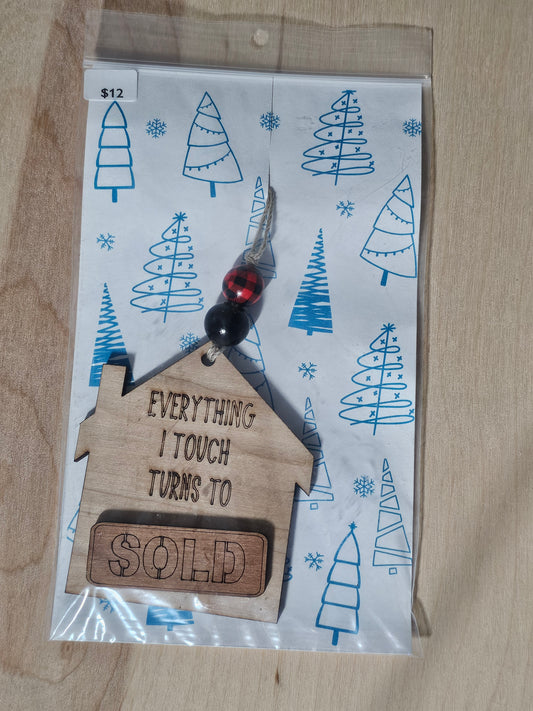 $12
EVERYTHING
I TOUCH
TURNS TO
SOLD